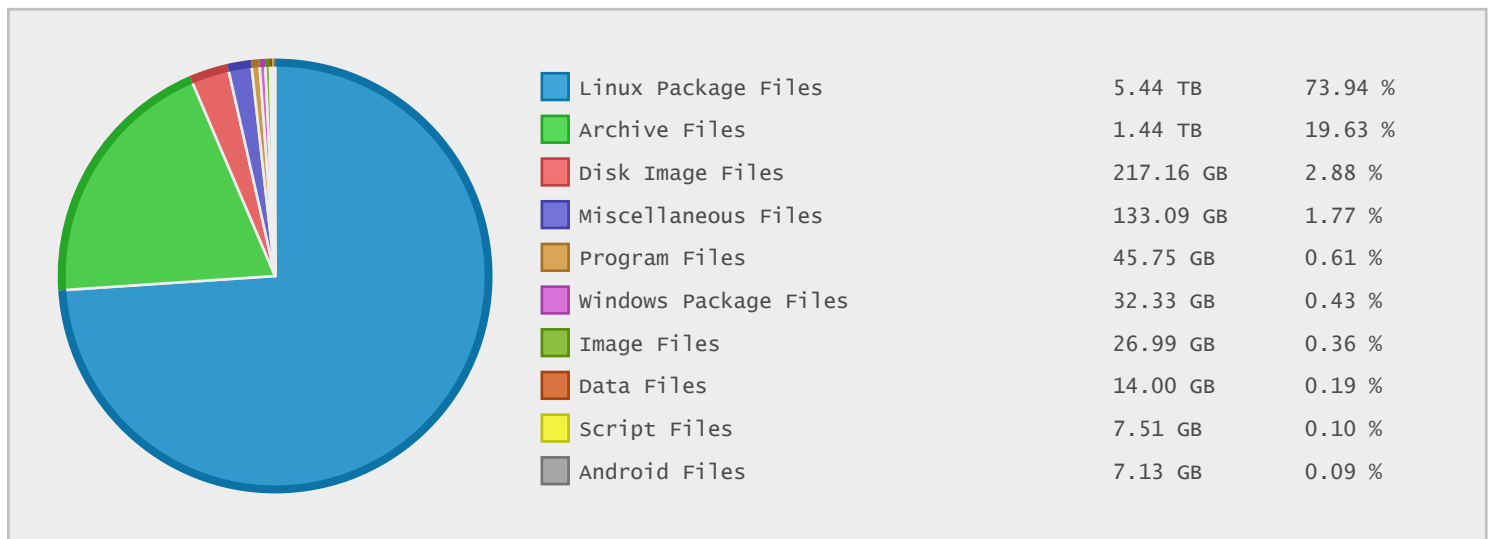 Linux Package Files 5.44 TB 73.94 %
Archive Files 1.44 TB 19.63 %
Disk Image Files 217.16 GB 2.88 %
Miscellaneous Files 133.09 GB 1.77 %
Program Files 45.75 GB 0.61 %
Windows Package Files 32.33 GB 0.43 %
Image Files 26.99 GB 0.36 %
Data Files 14.00 GB 0.19 %
Script Files 7.51 GB 0.10 %
Android Files 7.13 GB 0.09 %